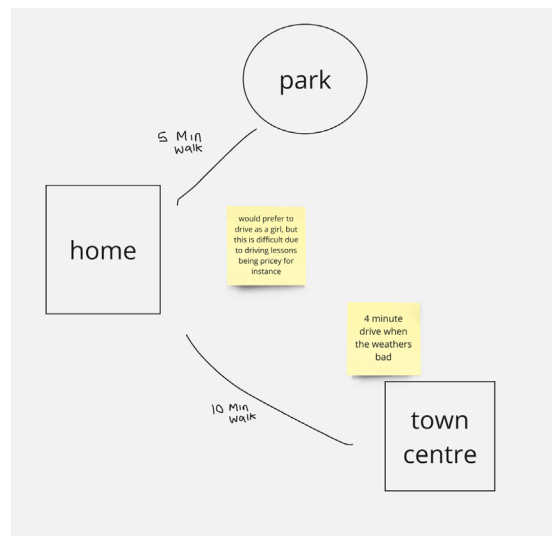 park
5 Min
walk
home
would prefer to
drive as a girl, but
this is difficult due
to driving lessons
being pricey for
instance
4 minute
drive when
the weathers
bad
10 Min
walk
town
centre